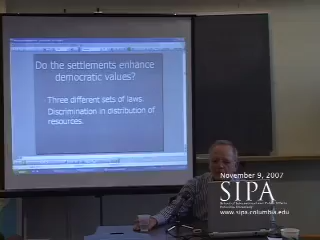 Do the settlements enhance
democratic values?
Three different sets of laws.
Discrimination in distribution of
resources.
November 9, 2007
SIPA
www.sipa.columbia.edu